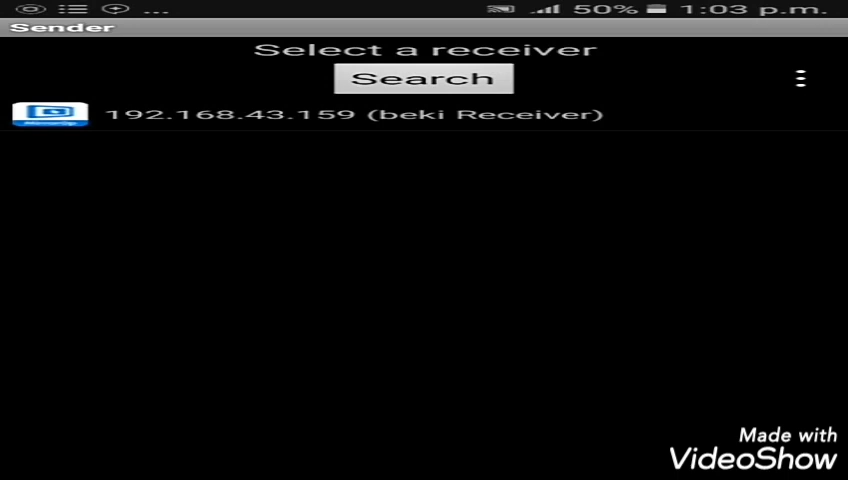 ... 50% 1:03 p.m.
Sender
Select a receiver
Search
192.168.43.159 (beki Receiver)
Made with
VideoShow